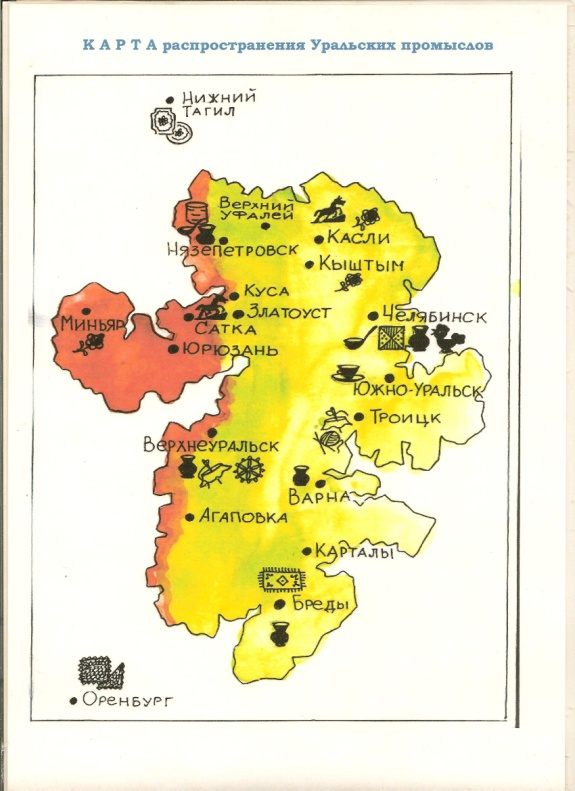 К А Р Т А распространения Уральских промыслов
Нижний
Тагил
Верхний
Уфалей
Нязепетровск
Касли
Кыштым
Куса
Златоуст
Миньяр
Сатка
Юрюзань
Челябинск
Южно-Уральск
Троицк
Верхнеуральск
Варна
Агаповка
Карталы
Бреды
Оренбург